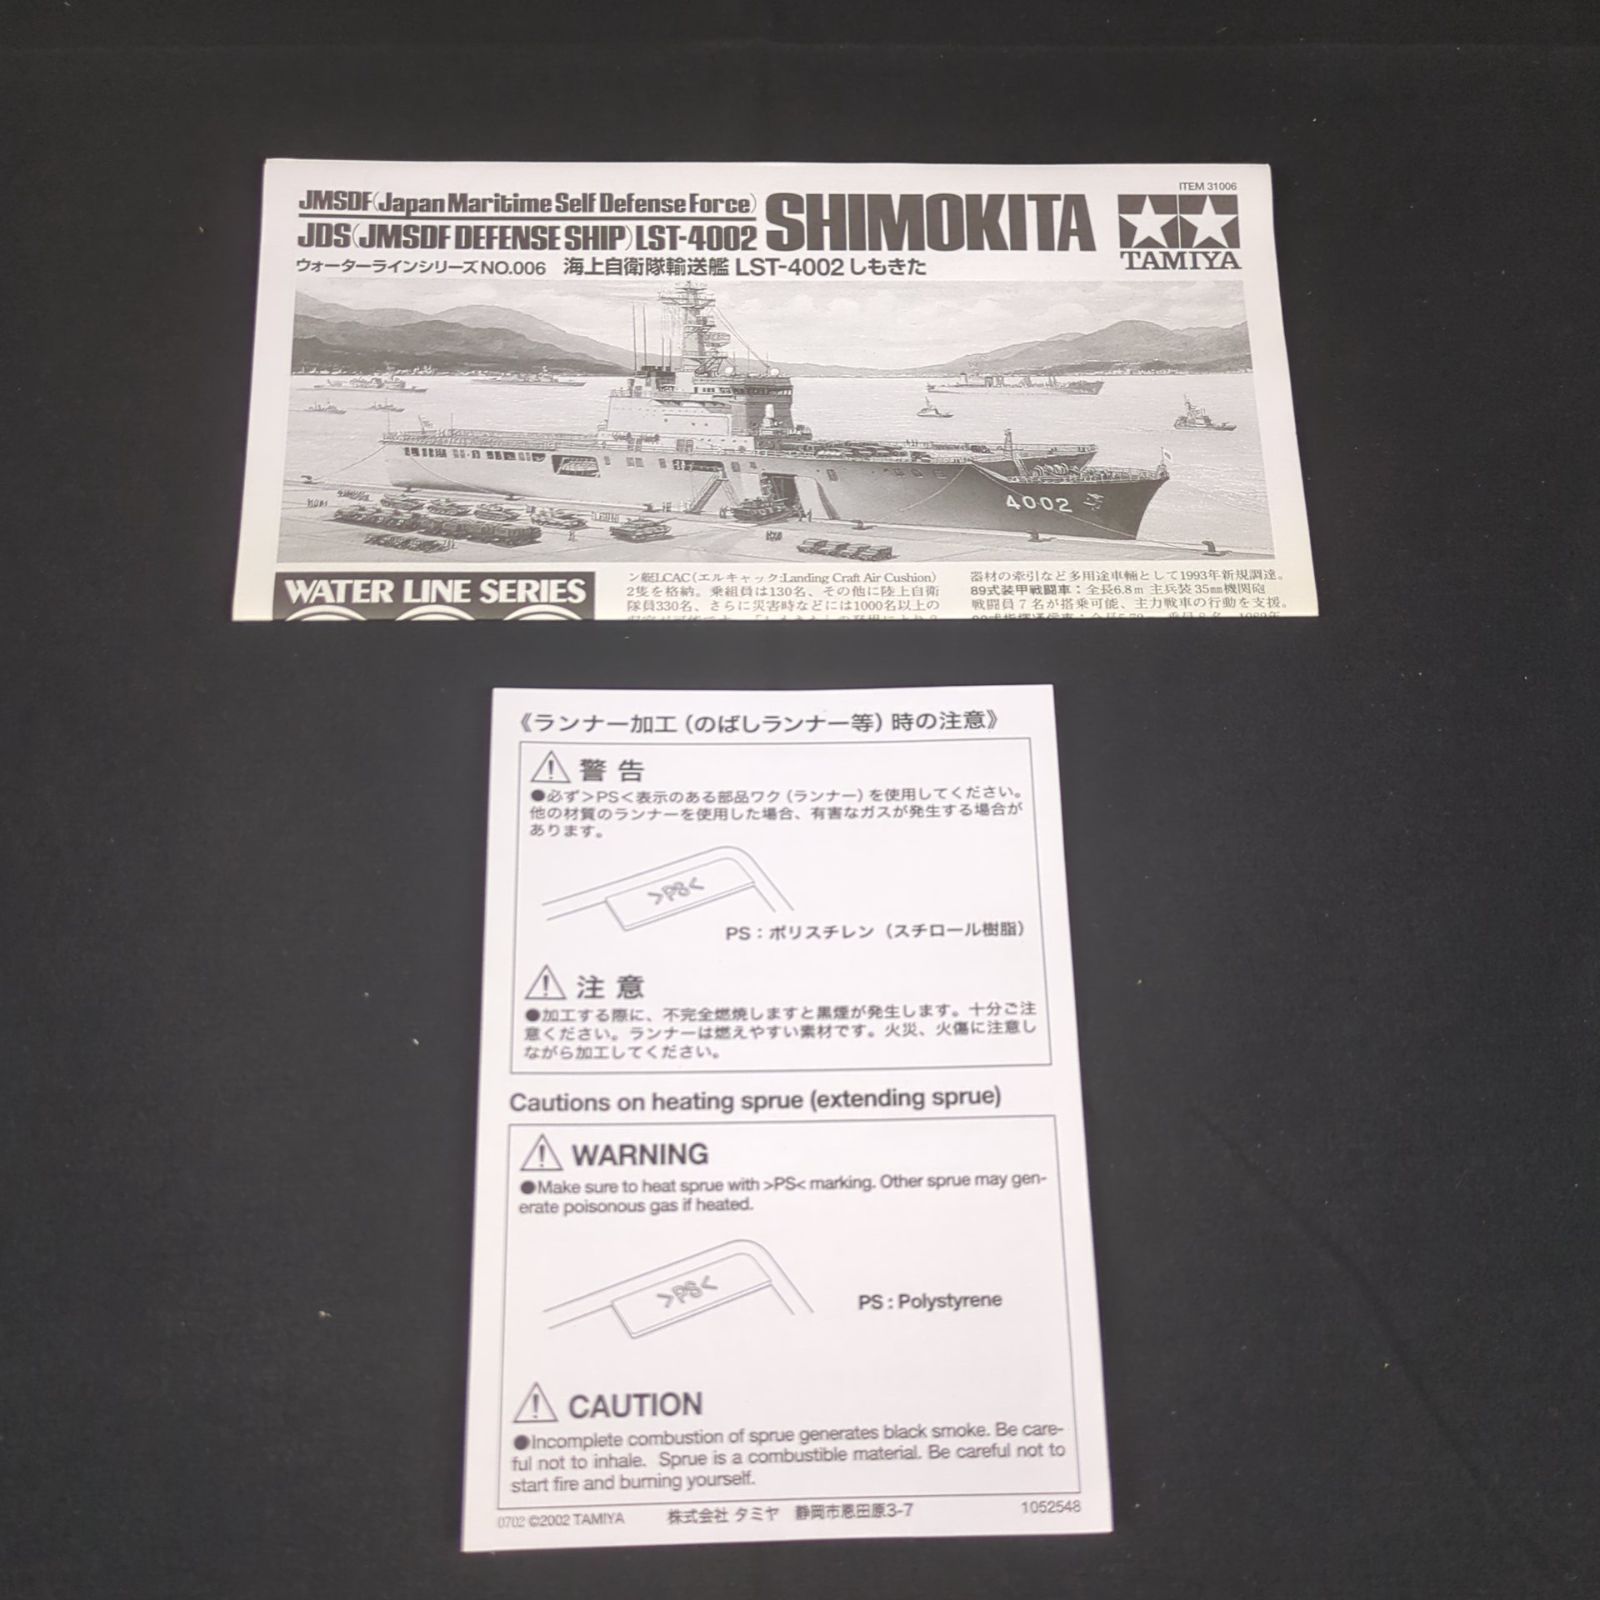 ITEM 31006
JMSDF(Japan Maritime Self Defense Force)
JDS(JMSDF DEFENSE SHIP)LST-4002 SHIMOKITA
TAMIYA
ウォーターラインシリーズNO.006 海上自衛隊輸送艦 LST-4002 しもきた
4002
WATER LINE SERIES
ン艇LCAC(エルキャック:Landing Craft Air Cushion)
2隻を格納。乗組員は130名、その他に陸上自衛
隊員330名、さらに災害時などには1000名以上の
器材の牽引など多用途車輛として1993年新規調達。
89式装甲戦闘車：全長6.8m 主兵装 35㎜機関砲
戦闘員7名が搭乗可能、主力戦車の行動を支援。
《ランナー加工（のばしランナー等）時の注意》
警告
●必ず＞PS＜表示のある部品ワク（ランナー）を使用してください。
他の材質のランナーを使用した場合、有害なガスが発生する場合が
あります。
>PS<
PS：ポリスチレン（スチロール樹脂）
注意
●加工する際に、不完全燃焼しますと黒煙が発生します。十分ご注
意ください。ランナーは燃えやすい素材です。火災、火傷に注意し
ながら加工してください。
Cautions on heating sprue (extending sprue)
WARNING
●Make sure to heat sprue with >PS< marking. Other sprue may gen-
erate poisonous gas if heated.
>PS<
PS : Polystyrene
CAUTION
●Incomplete combustion of sprue generates black smoke. Be care-
ful not to inhale. Sprue is a combustible material. Be careful not to
start fire and burning yourself.
0702 ©2002 TAMIYA 株式会社 タミヤ 静岡市恩田原3-7 1052548